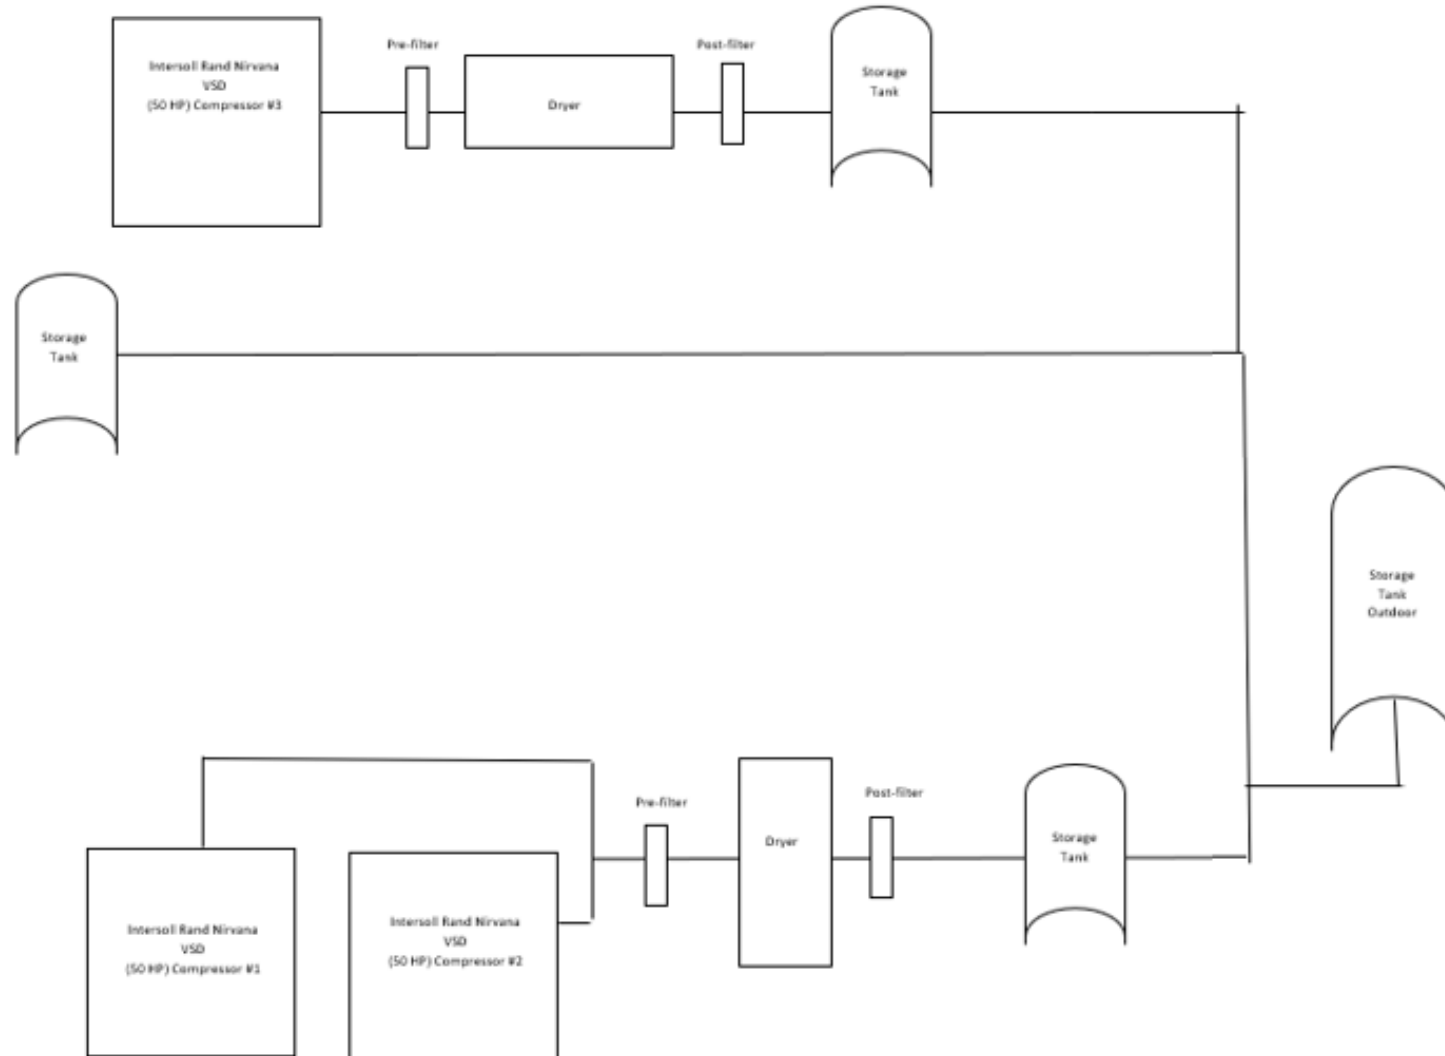 Pre-filter
Post-filter
Intersoll Rand Nirvana
VSD
(50 HP) Compressor #3
Dryer
Storage
Tank
Storage
Tank
Storage
Tank
Outdoor
Pre-filter
Post-filter
Dryer
Storage
Tank
Intersoll Rand Nirvana
VSD
(50 HP) Compressor #1
Intersoll Rand Nirvana
VSD
(50 HP) Compressor #2